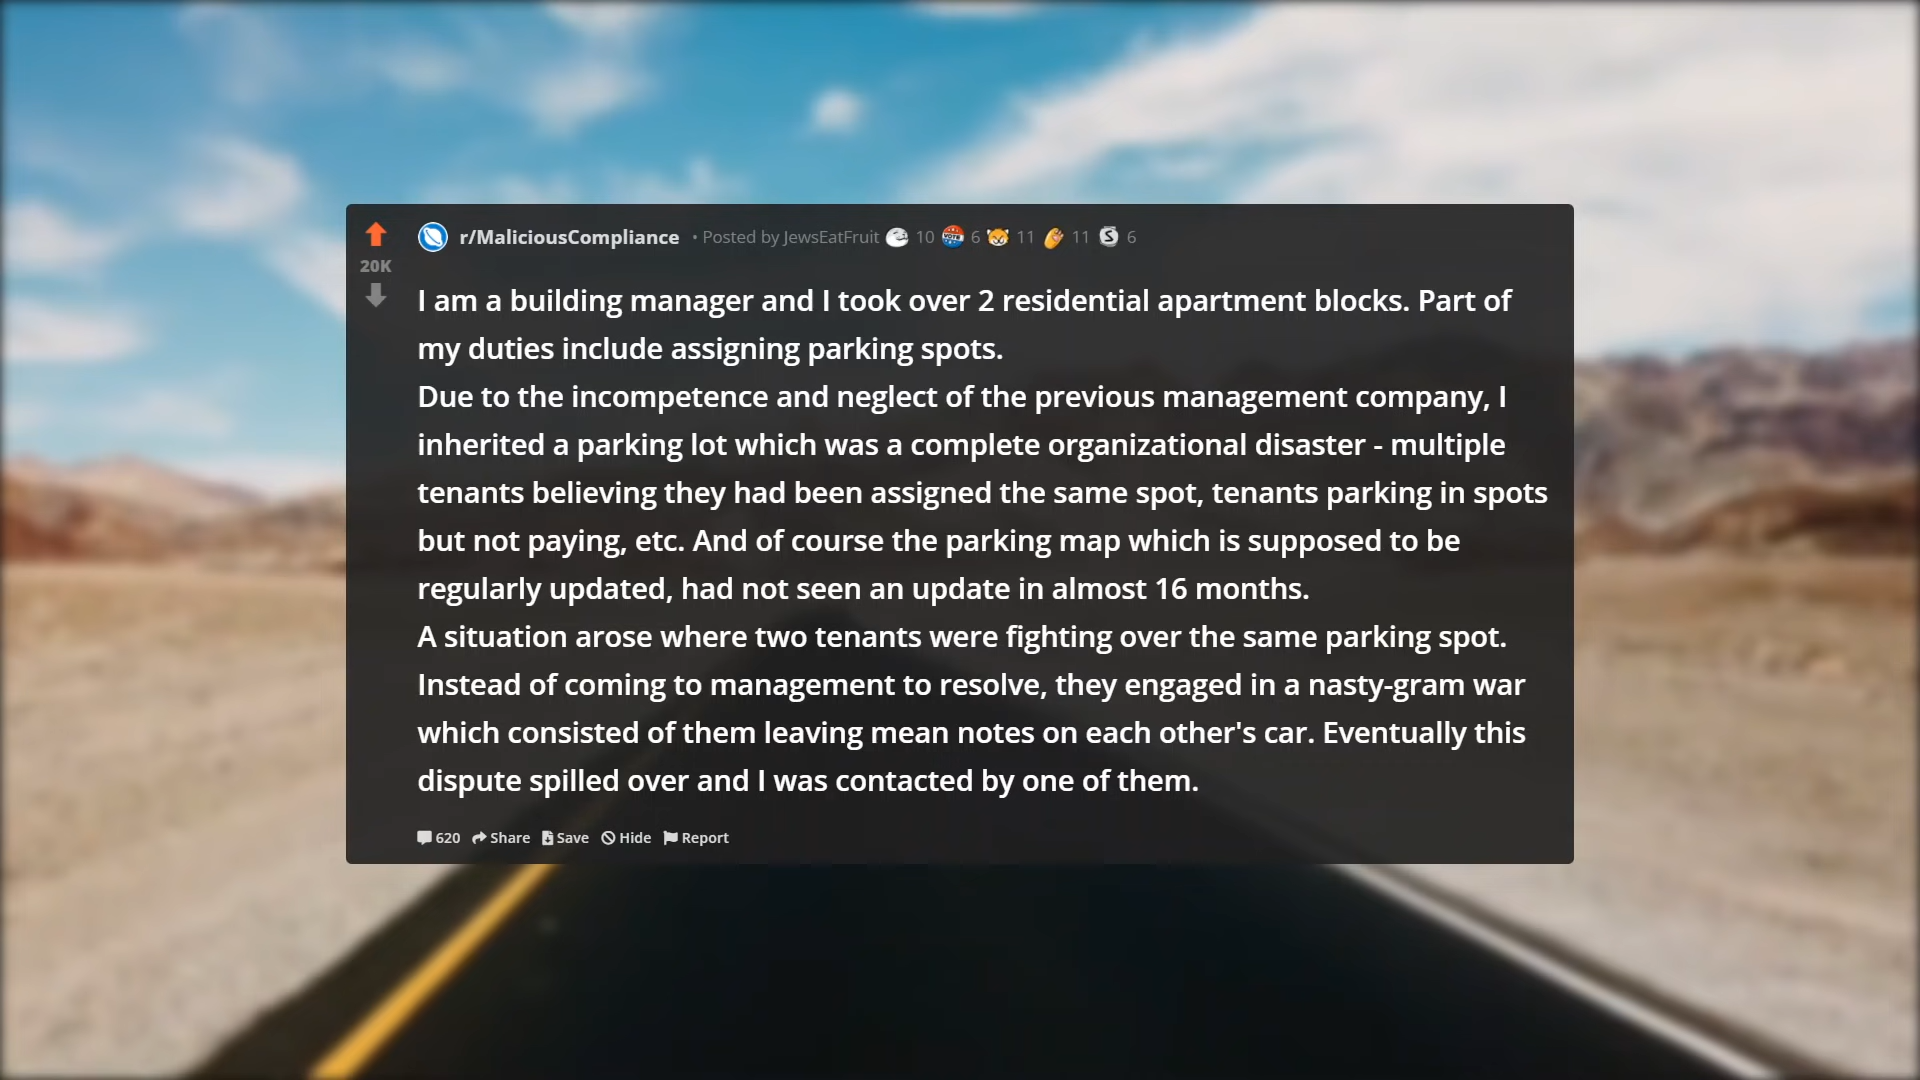 r/MaliciousCompliance • Posted by JewsEatFruit 10 VOTE 6 11 11 S 6
20K
I am a building manager and I took over 2 residential apartment blocks. Part of
my duties include assigning parking spots.
Due to the incompetence and neglect of the previous management company, I
inherited a parking lot which was a complete organizational disaster - multiple
tenants believing they had been assigned the same spot, tenants parking in spots
but not paying, etc. And of course the parking map which is supposed to be
regularly updated, had not seen an update in almost 16 months.
A situation arose where two tenants were fighting over the same parking spot.
Instead of coming to management to resolve, they engaged in a nasty-gram war
which consisted of them leaving mean notes on each other's car. Eventually this
dispute spilled over and I was contacted by one of them.
620 Share Save Hide Report